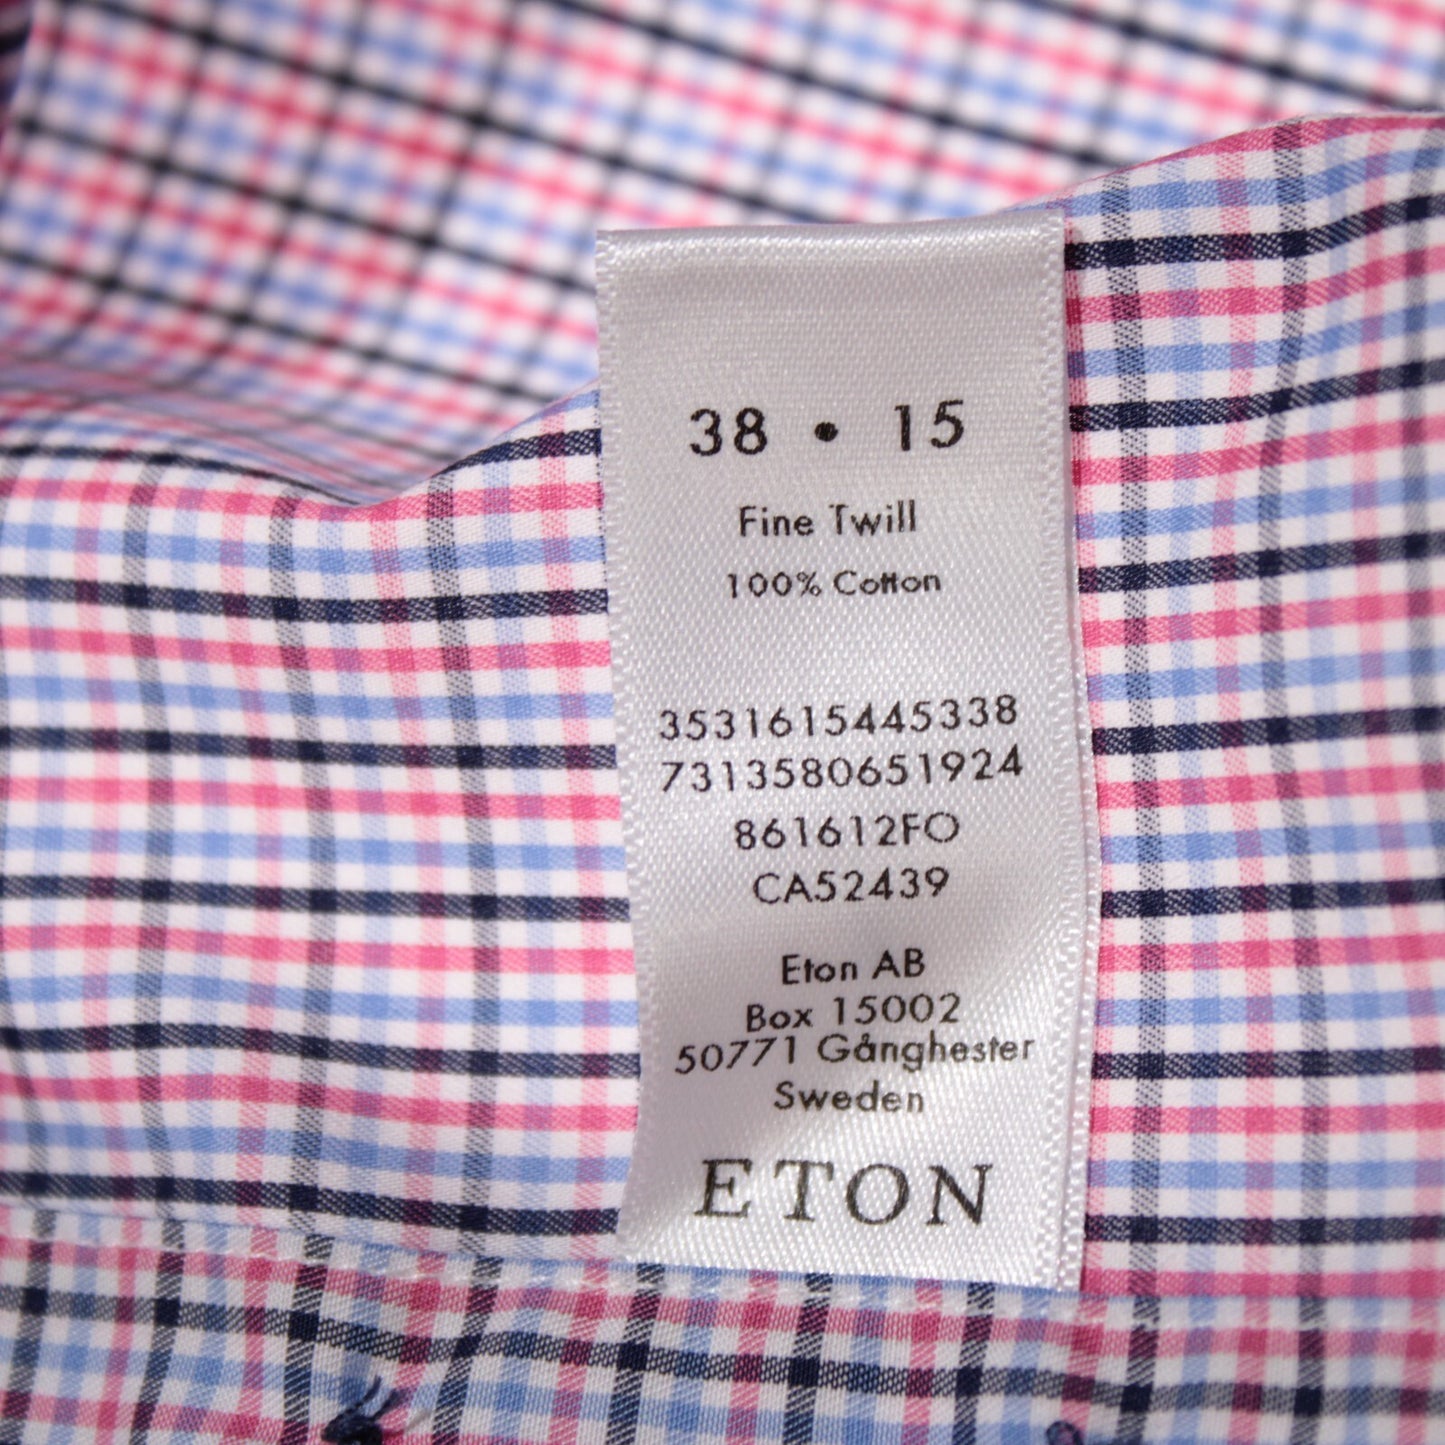 38 • 15
Fine Twill
100% Cotton
3531615445338
7313580651924
861612FO
CA52439
Eton AB
Box 15002
50771 Gånghester
Sweden
ETON